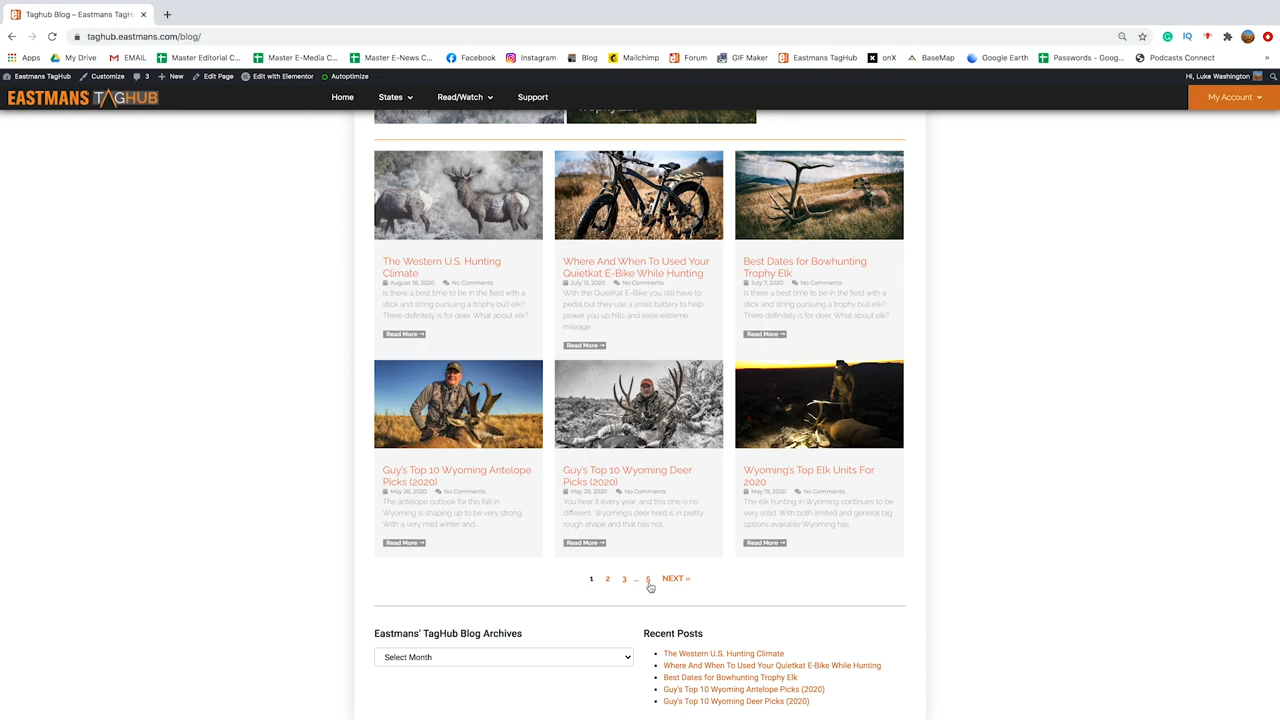 Taghub Blog – Eastmans TagH
taghub.eastmans.com/blog/
Apps My Drive EMAIL Master Editorial C... Master E-Media C... Master E-News C... Facebook Instagram Blog Mailchimp Forum GIF Maker Eastmans TagHub onX BaseMap Google Earth Passwords - Goog... Podcasts Connect »
Eastmans TagHub Customize 3 New Edit Page Edit with Elementor Autoptimize Hi, Luke Washington
EASTMANS TAGHUB Home States Read/Watch Support My Account
The Western U.S. Hunting
Climate
August 18, 2020 No Comments
Is there a best time to be in the field with a
stick and string pursuing a trophy bull elk?
There definitely is for deer. What about elk?
Read More →
Where And When To Used Your
Quietkat E-Bike While Hunting
July 13, 2020 No Comments
With the QuietKat E-Bike you still have to
pedal but they use a small battery to help
power you up hills and ease extreme
mileage
Read More →
Best Dates for Bowhunting
Trophy Elk
July 7, 2020 No Comments
Is there a best time to be in the field with a
stick and string pursuing a trophy bull elk?
There definitely is for deer. What about elk?
Read More →
Guy's Top 10 Wyoming Antelope
Picks (2020)
May 28, 2020 No Comments
The antelope outlook for this fall in
Wyoming is shaping up to be very strong.
With a very mild winter and...
Read More →
Guy's Top 10 Wyoming Deer
Picks (2020)
May 28, 2020 No Comments
You hear it every year, and this one is no
different. Wyoming's deer herd is in pretty
rough shape and that has not...
Read More →
Wyoming's Top Elk Units For
2020
May 19, 2020 No Comments
The elk hunting in Wyoming continues to be
very solid. With both limited and general tag
options available Wyoming has
Read More →
1 2 3 ... 5 NEXT »
Eastmans' TagHub Blog Archives
Select Month
Recent Posts
The Western U.S. Hunting Climate
Where And When To Used Your Quietkat E-Bike While Hunting
Best Dates for Bowhunting Trophy Elk
Guy's Top 10 Wyoming Antelope Picks (2020)
Guy's Top 10 Wyoming Deer Picks (2020)